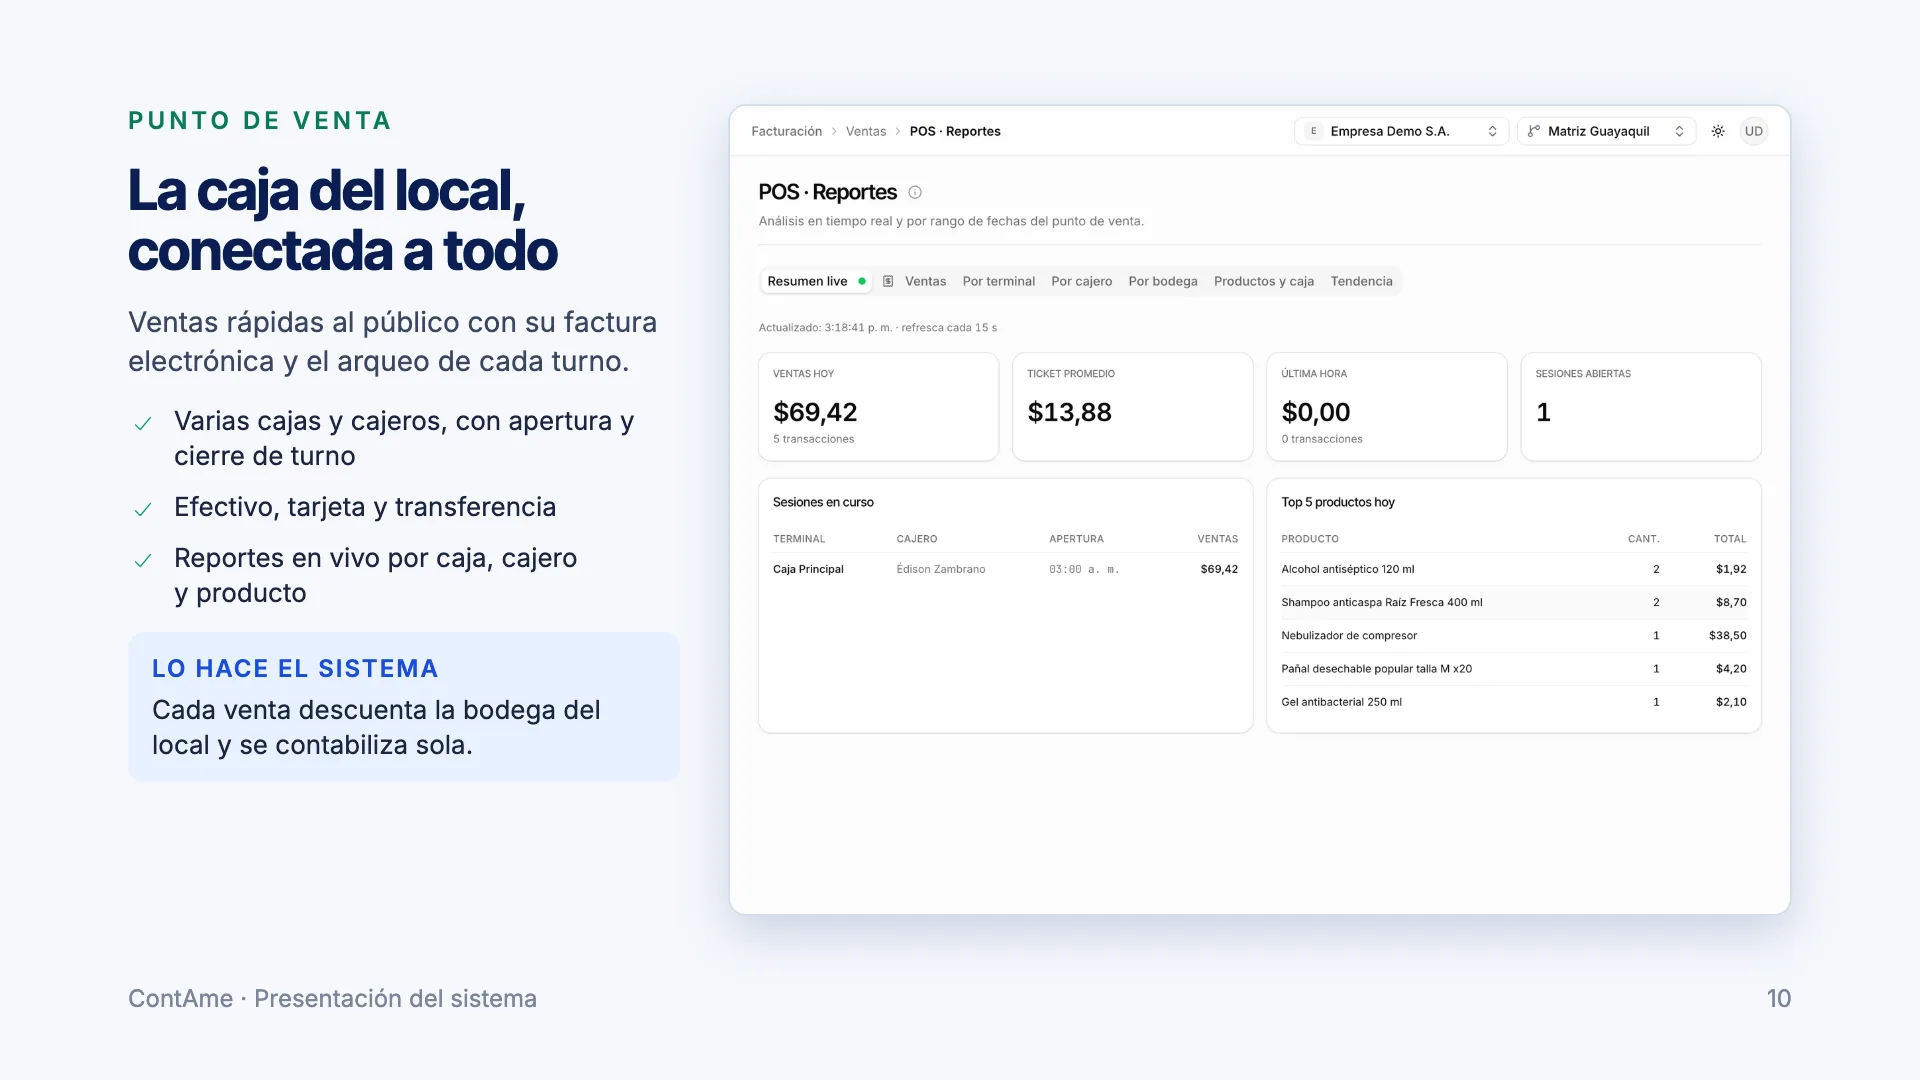 PUNTO DE VENTA
La caja del local,
conectada a todo
Ventas rápidas al público con su factura
electrónica y el arqueo de cada turno.
Varias cajas y cajeros, con apertura y
cierre de turno
Efectivo, tarjeta y transferencia
Reportes en vivo por caja, cajero
y producto
LO HACE EL SISTEMA
Cada venta descuenta la bodega del
local y se contabiliza sola.
Facturación > Ventas > POS · Reportes
E Empresa Demo S.A.
Matriz Guayaquil
UD
POS · Reportes
Análisis en tiempo real y por rango de fechas del punto de venta.
Resumen live Ventas Por terminal Por cajero Por bodega Productos y caja Tendencia
Actualizado: 3:18:41 p. m. · refresca cada 15 s
VENTAS HOY
$69,42
5 transacciones
TICKET PROMEDIO
$13,88
ÚLTIMA HORA
$0,00
0 transacciones
SESIONES ABIERTAS
1
Sesiones en curso
TERMINAL CAJERO APERTURA VENTAS
Caja Principal Édison Zambrano 03:00 a. m. $69,42
Top 5 productos hoy
PRODUCTO CANT. TOTAL
Alcohol antiséptico 120 ml 2 $1,92
Shampoo anticaspa Raíz Fresca 400 ml 2 $8,70
Nebulizador de compresor 1 $38,50
Pañal desechable popular talla M x20 1 $4,20
Gel antibacterial 250 ml 1 $2,10
ContAme · Presentación del sistema
10